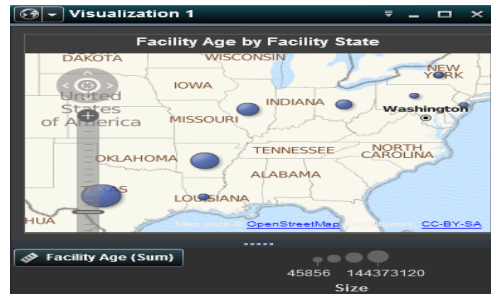 Visualization 1
Facility Age by Facility State
DAKOTA WISCONSIN
NEW
YORK
IOWA
United
States
of America
INDIANA
Washington
MISSOURI
OKLAHOMA
TENNESSEE
NORTH
CAROLINA
ALABAMA
TEXAS
LOUISIANA
HUA
Map data © OpenStreetMap contributors, CC-BY-SA
Facility Age (Sum)
45856 144373120
Size